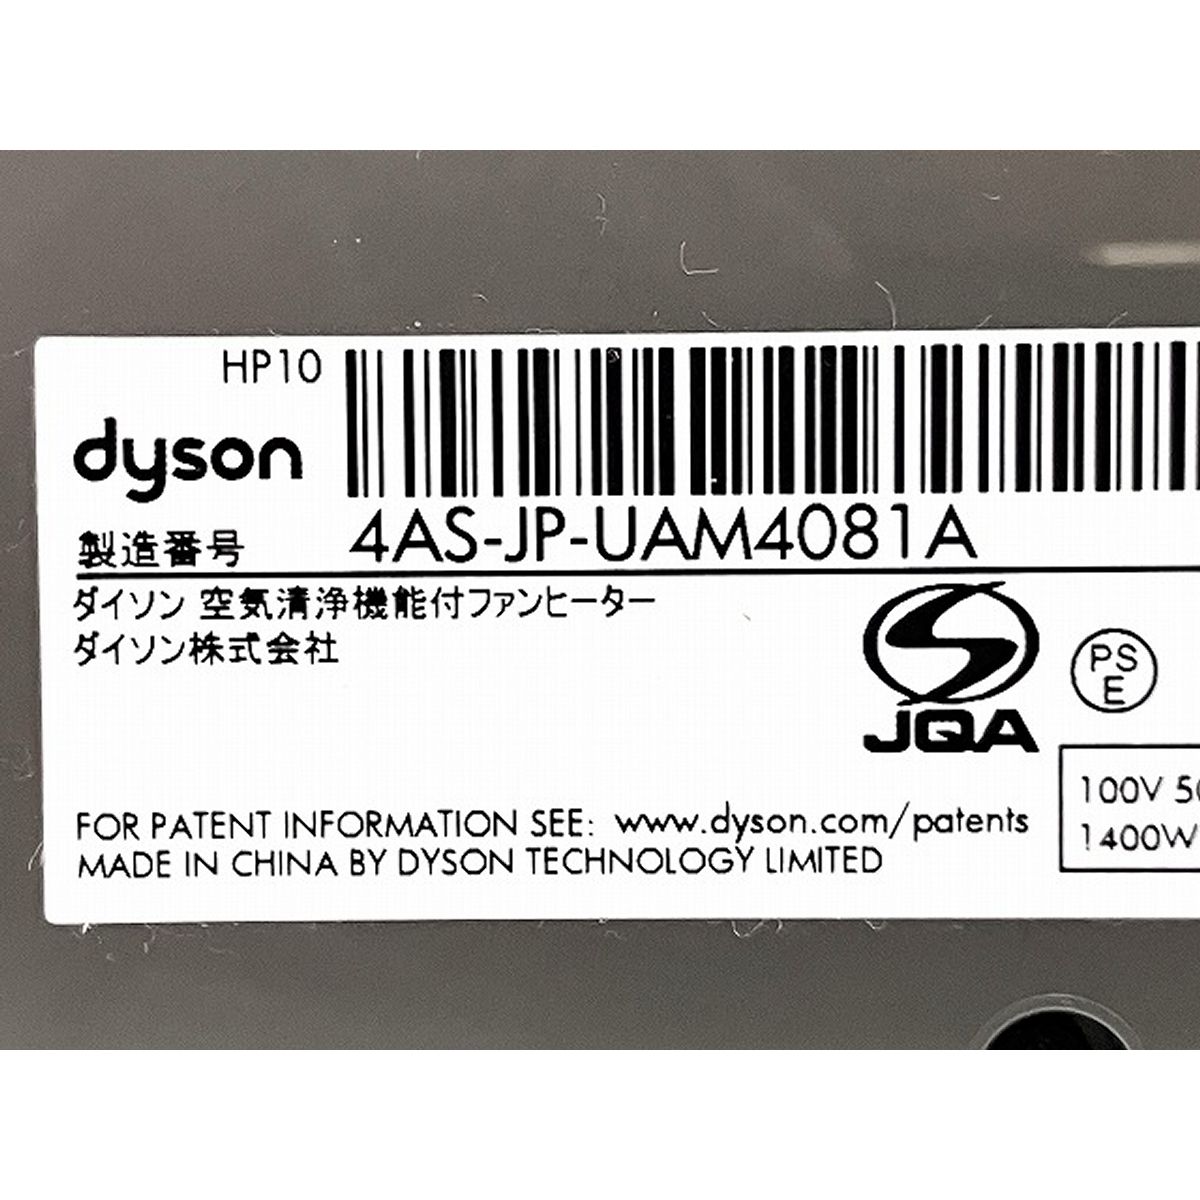 HP10
dyson
製造番号 4AS-JP-UAM4081A
ダイソン 空気清浄機能付ファンヒーター
ダイソン株式会社
JQA
PS
E
100V
1400W
FOR PATENT INFORMATION SEE: www.dyson.com/patents
MADE IN CHINA BY DYSON TECHNOLOGY LIMITED